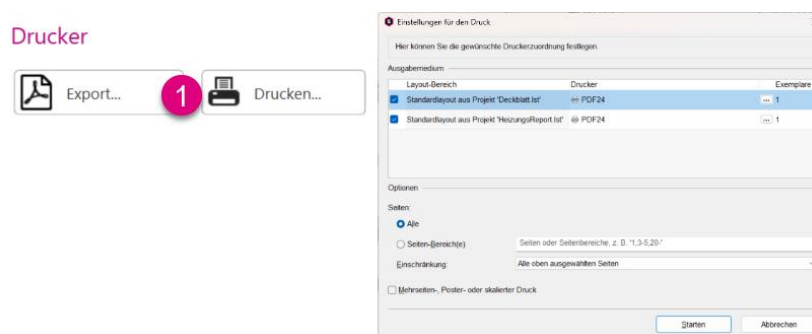 Drucker
Export...
1
Drucken...
Einstellungen für den Druck
Hier können Sie die gewünschte Druckerzuordnung festlegen
Ausgabemedium
Layout-Bereich Drucker Exemplare
Standardlayout aus Projekt 'Deckblatt.lst' PDF24 ... 1
Standardlayout aus Projekt 'HeizungsReport.lst' PDF24 ... 1
Optionen
Seiten:
Alle
Seiten-Bereich(e) Seiten oder Seitenbereiche, z. B. '1,3-5,20-'
Einschränkung: Alle oben ausgewählten Seiten
Mehrseiten-, Poster- oder skalierter Druck
Starten Abbrechen